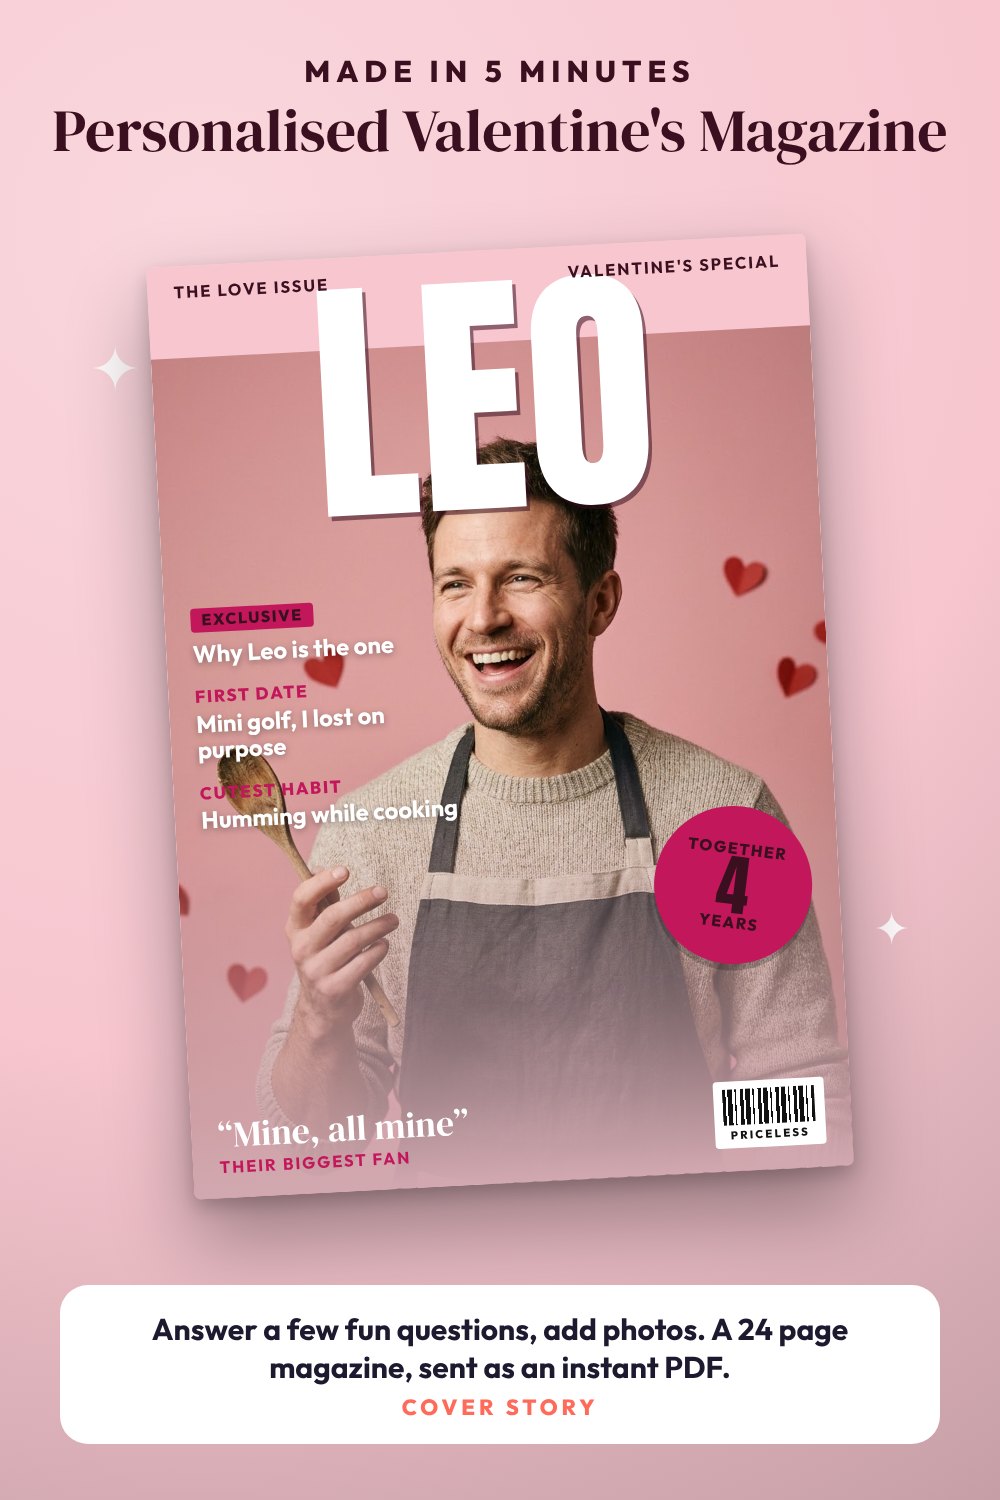 MADE IN 5 MINUTES
Personalised Valentine's Magazine
THE LOVE ISSUE
VALENTINE'S SPECIAL
LEO
EXCLUSIVE
Why Leo is the one
FIRST DATE
Mini golf, I lost on
purpose
CUTEST HABIT
Humming while cooking
TOGETHER
4
YEARS
“Mine, all mine”
THEIR BIGGEST FAN
PRICELESS
Answer a few fun questions, add photos. A 24 page
magazine, sent as an instant PDF.
COVER STORY